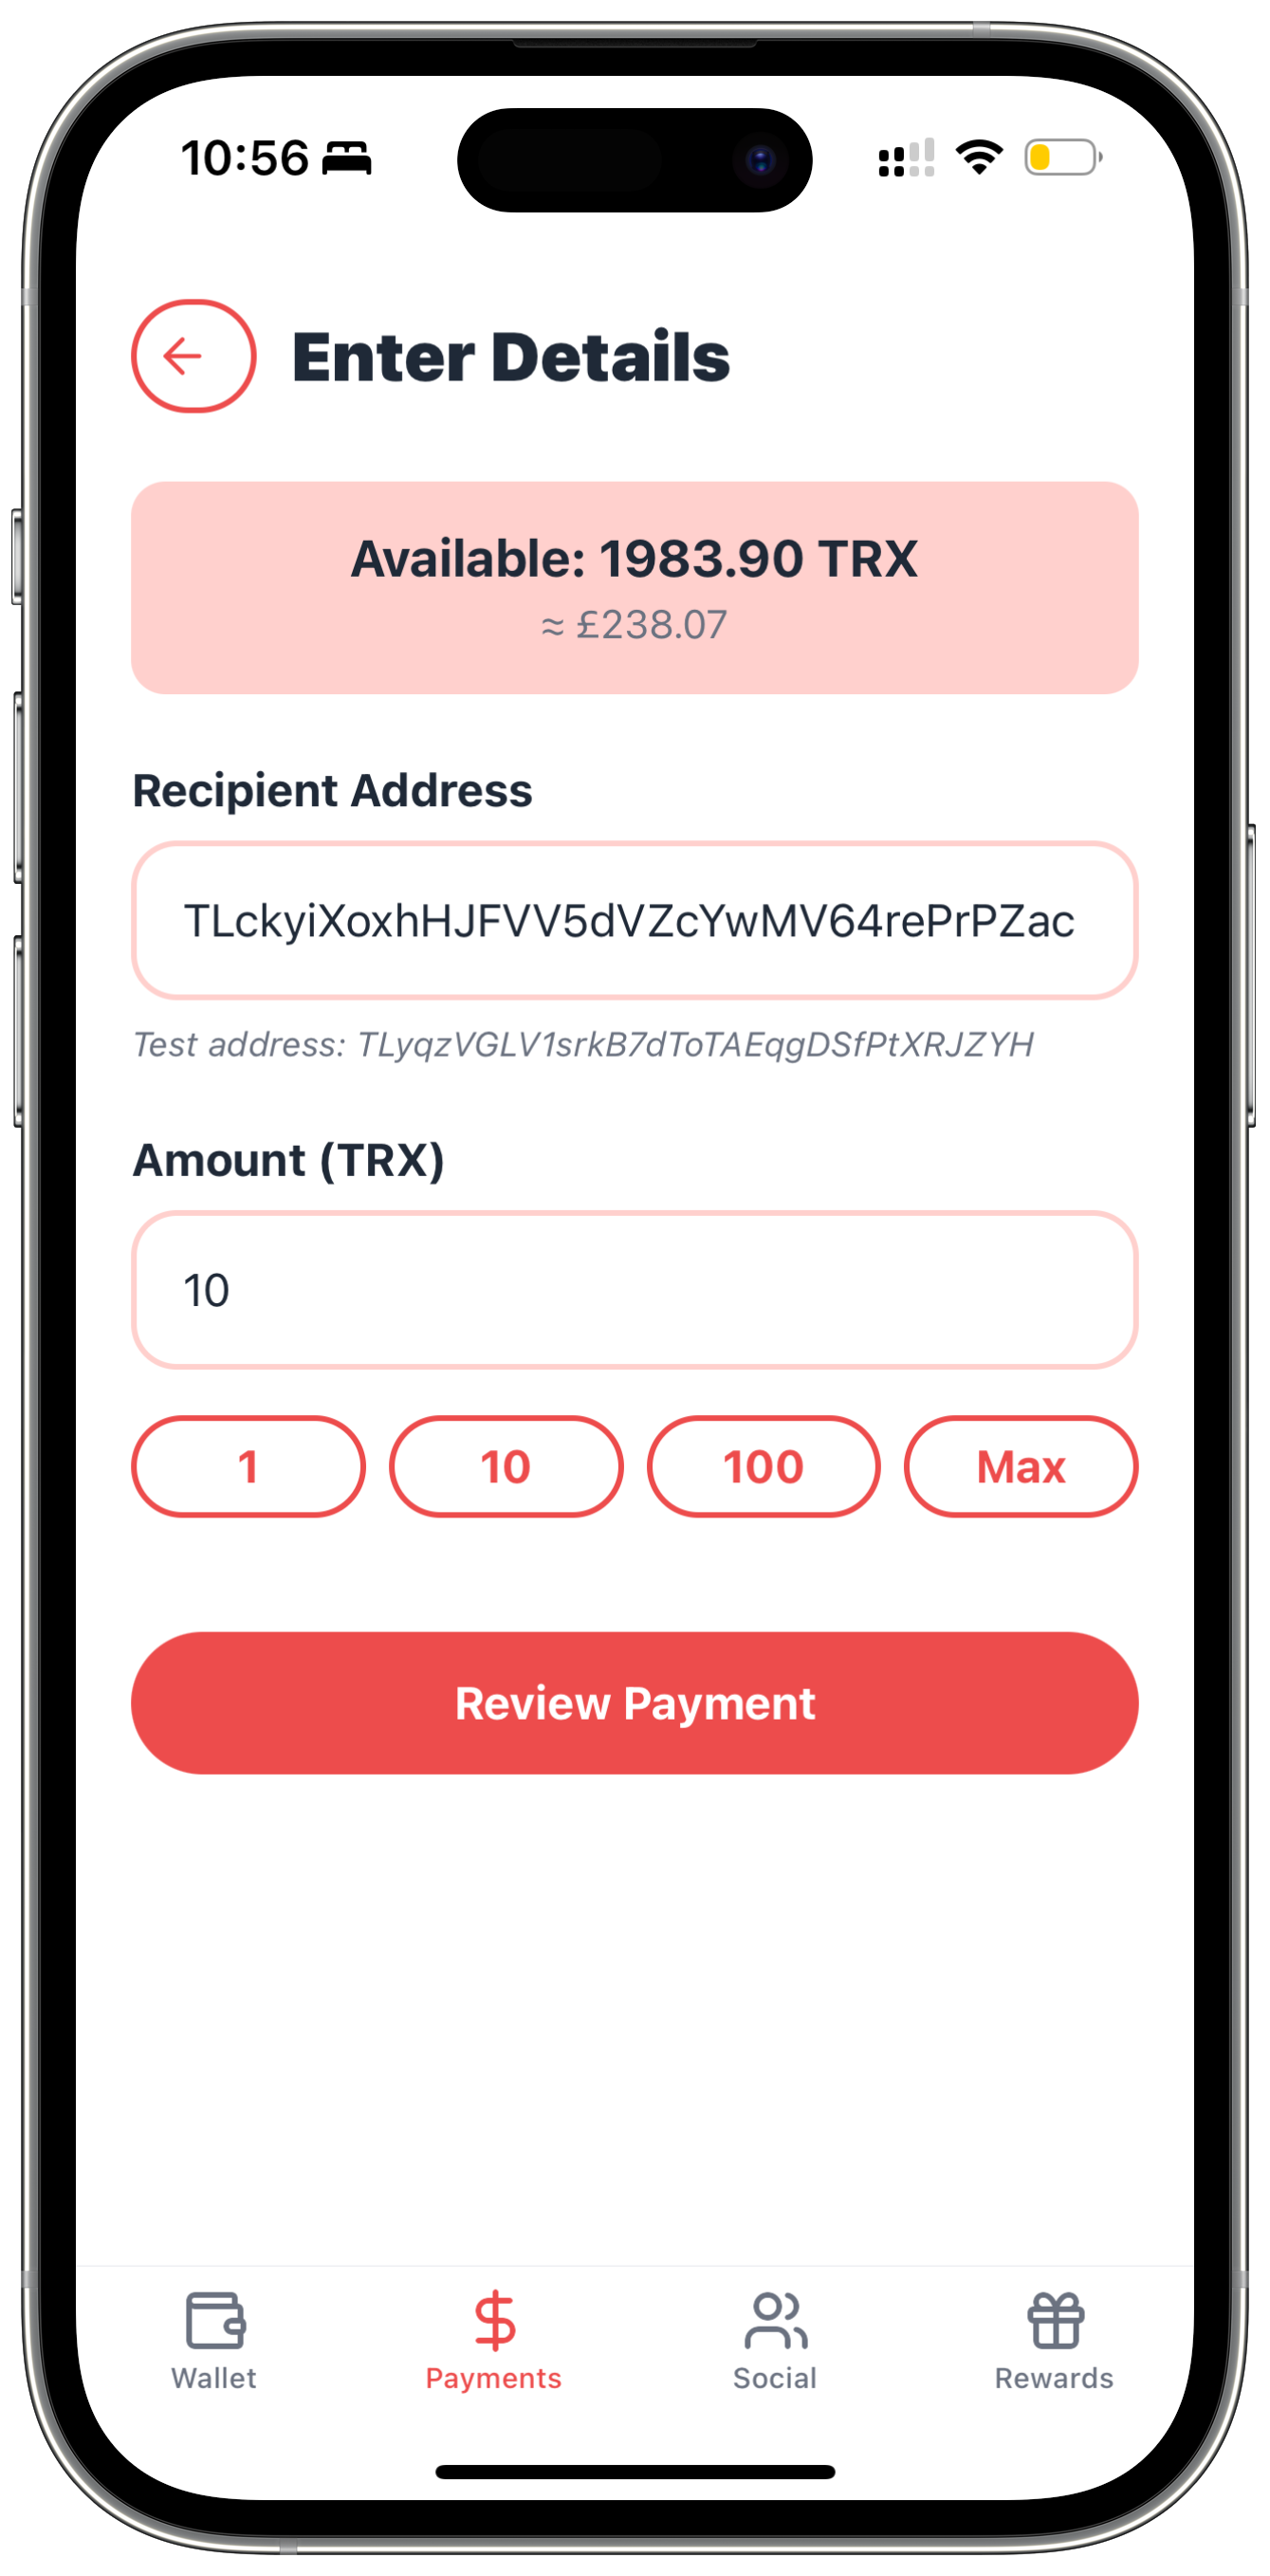 10:56
Enter Details
Available: 1983.90 TRX
≈ £238.07
Recipient Address
TLckyiXoxhHJFVV5dVZcYwMV64rePrPZac
Test address: TLyqzVGLV1srkB7dToTAEqgDSfPtXRJZYH
Amount (TRX)
10
1 10 100 Max
Review Payment
Wallet Payments Social Rewards